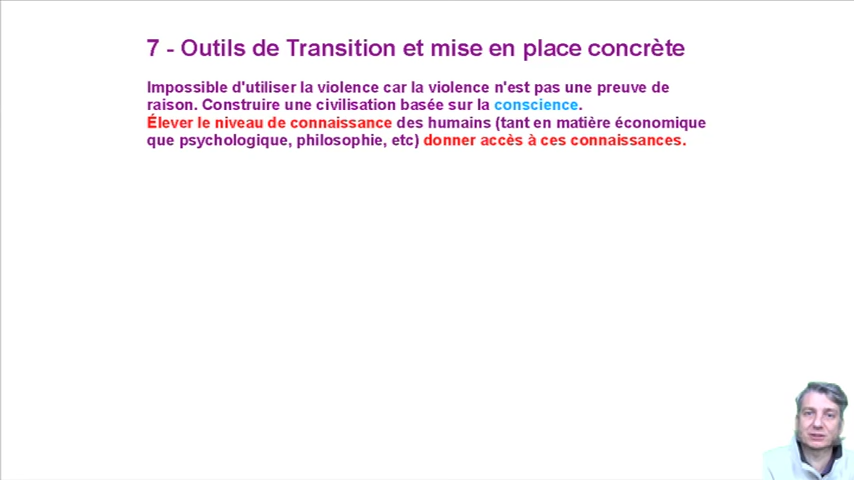 7 - Outils de Transition et mise en place concrète
Impossible d'utiliser la violence car la violence n'est pas une preuve de
raison. Construire une civilisation basée sur la conscience.
Élever le niveau de connaissance des humains (tant en matière économique
que psychologique, philosophie, etc) donner accès à ces connaissances.